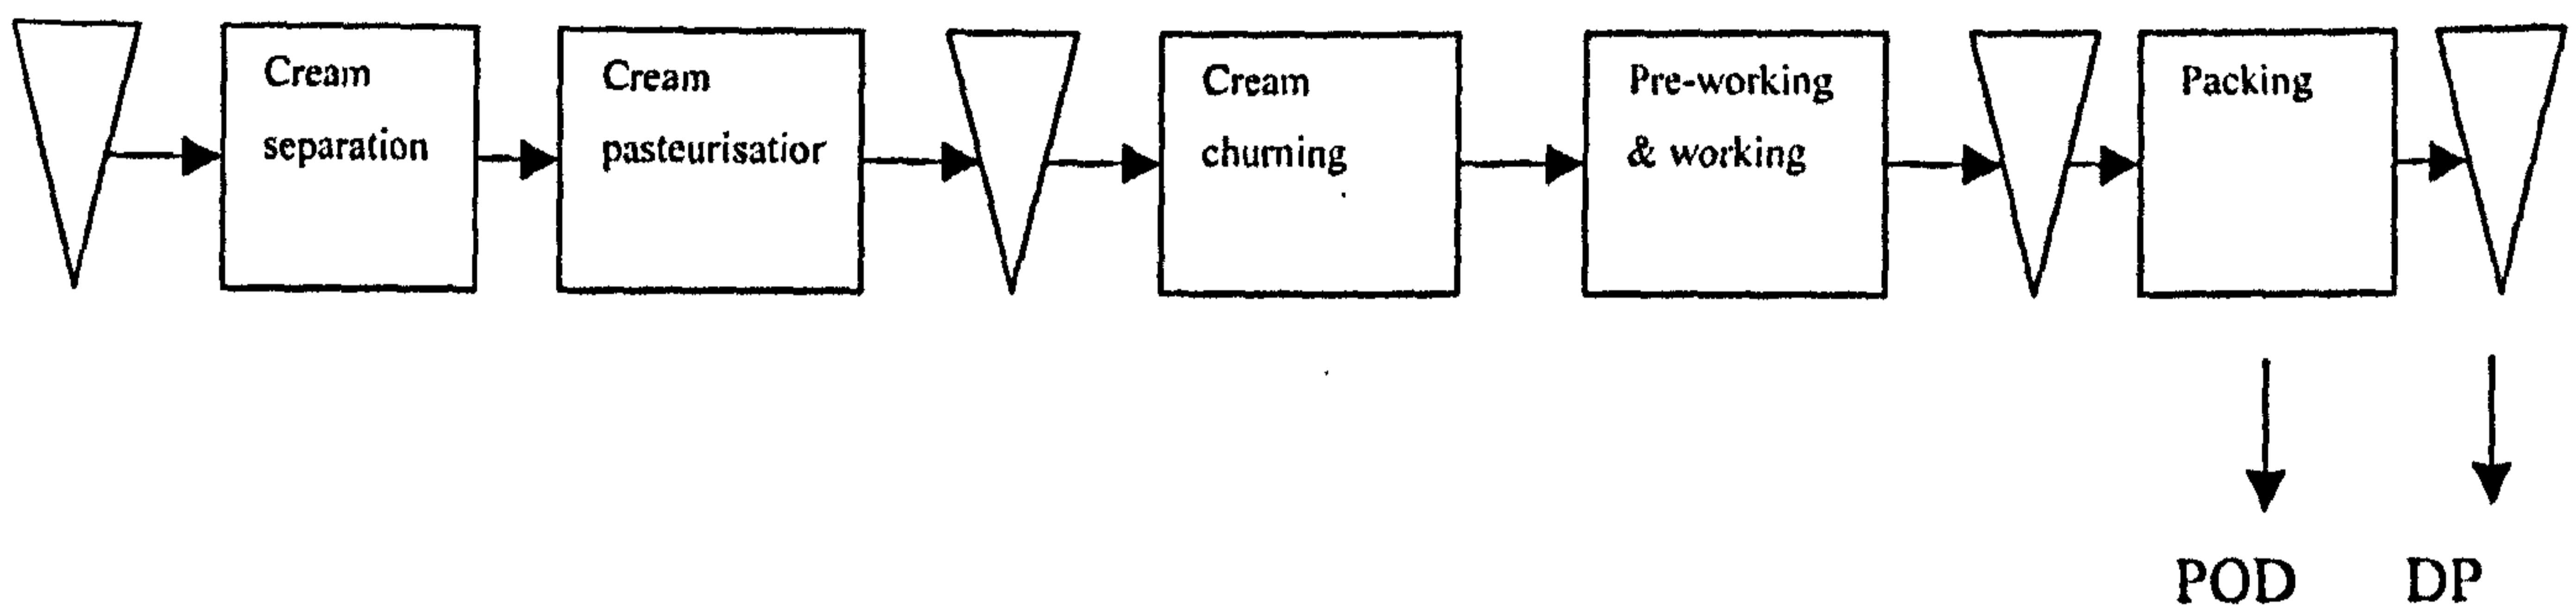 Cream
separation
Cream
pasteurisatior
Cream
churning
Pre-working
& working
Packing
POD
DP